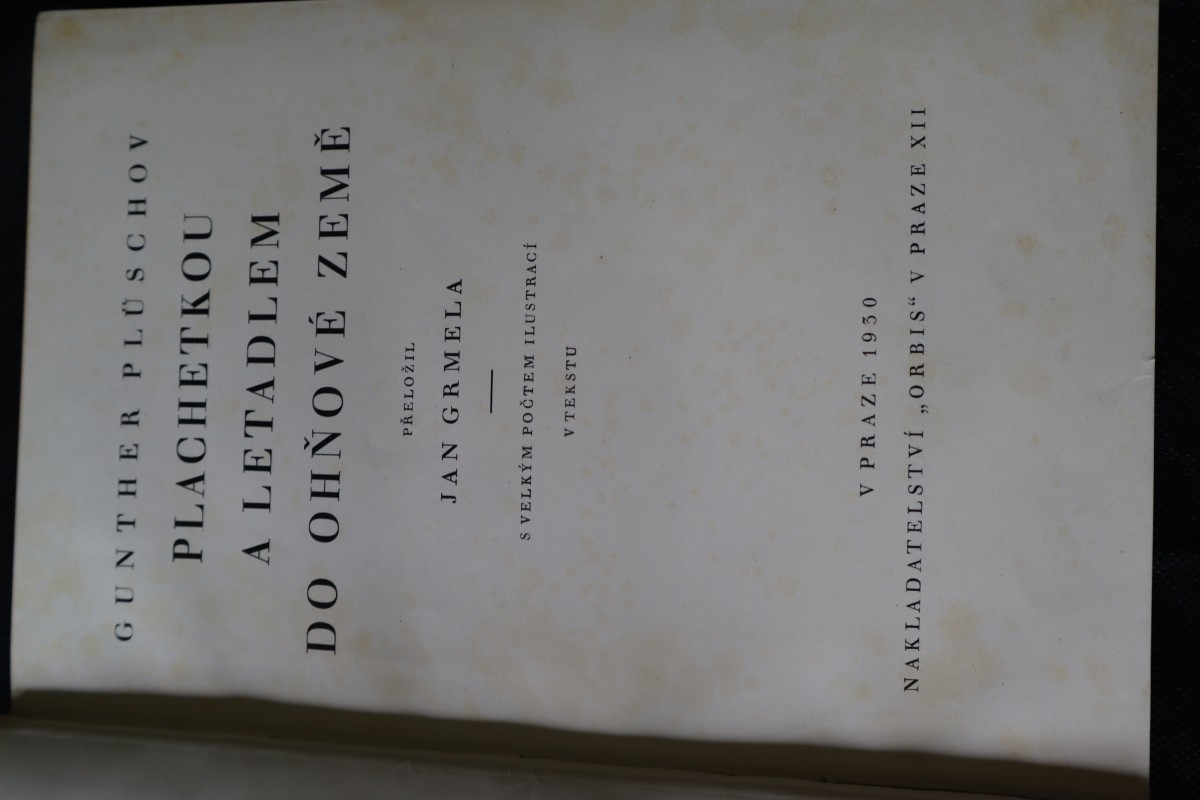 GUNTHER PLÜSCHOV
PLACHETKOU
A LETADLEM
DO OHŇOVÉ ZEMĚ
PŘELOŽIL
JAN GRMELA
S VELKÝM POČTEM ILUSTRACÍ
V TEKSTU
V PRAZE 1930
NAKLADATELSTVÍ „ORBIS“ V PRAZE XII